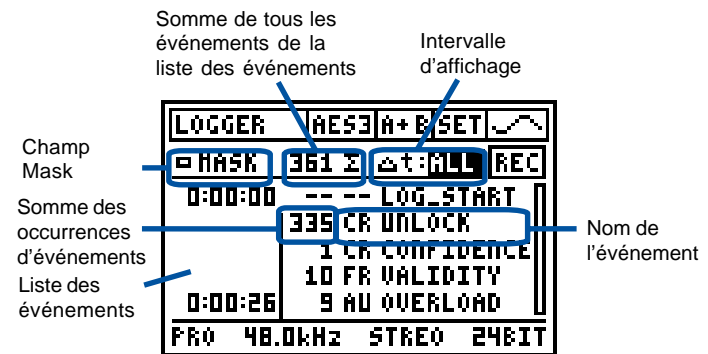 Somme de tous les
événements de la
liste des événements
Intervalle
d'affichage
Champ
Mask
Somme des
occurrences
d'événements
Liste des
événements
LOGGER AES3 A+B SET
MASK 361 Σ Δt:ALL REC
0:00:00 -- -- LOG_START
335 CR UNLOCK
1 CR CONFIDENCE
10 FR VALIDITY
0:00:26 9 AU OVERLOAD
PRO 48.0kHz STREO 24BIT
Nom de
l'événement